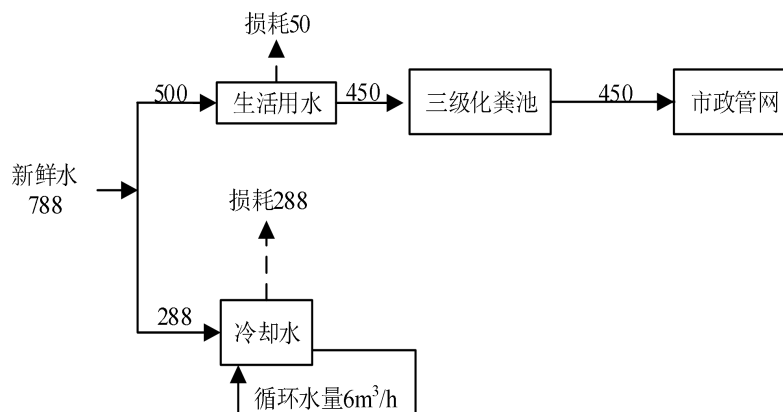 损耗50
500
生活用水
450
三级化粪池
450
市政管网
新鲜水
788
损耗288
288
冷却水
循环水量6m³/h